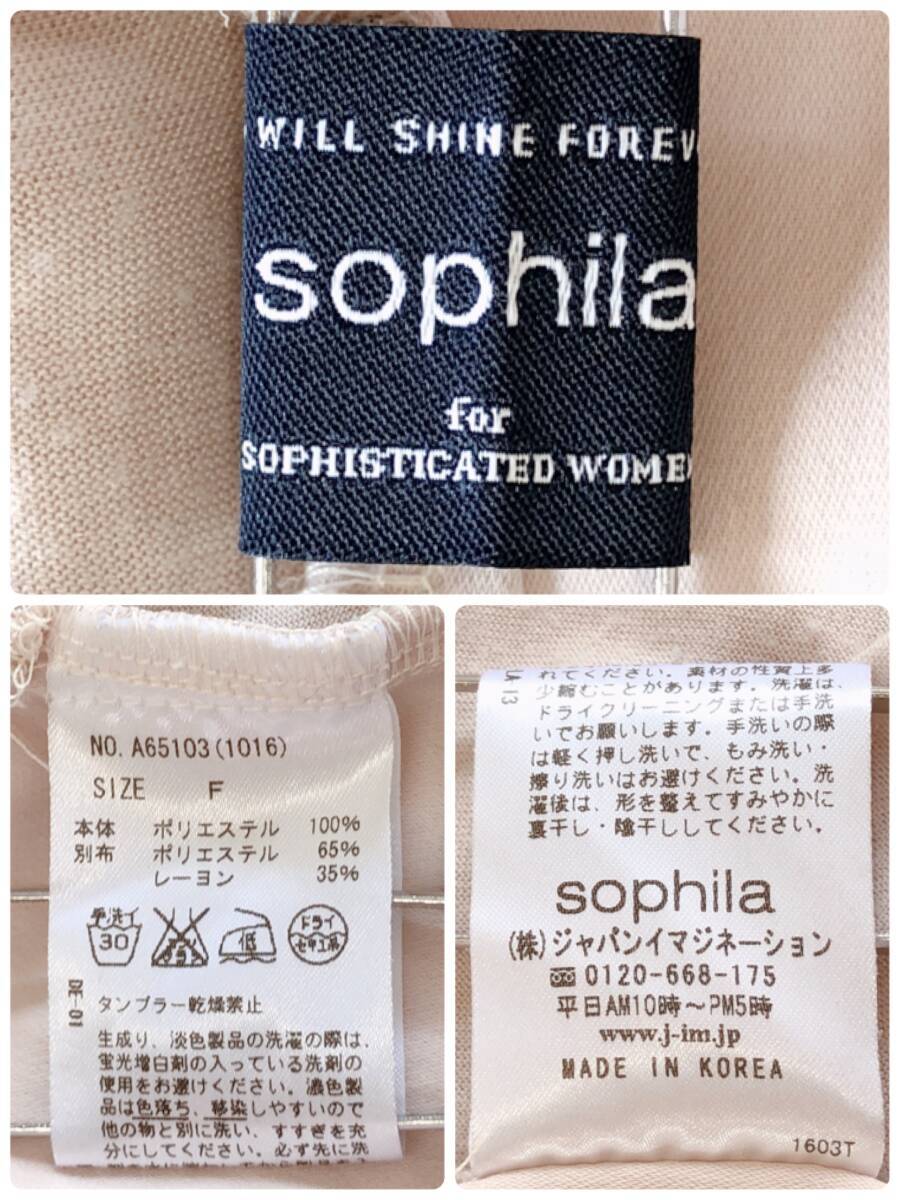 WILL SHINE FOREV
sophila
for
SOPHISTICATED WOME
NO. A65103(1016)
SIZE F
本体 ポリエステル 100%
別布 ポリエステル 65%
レーヨン 35%
手洗イ
30
低
ドライ
セキユ系
DE-01
タンブラー乾燥禁止
生成り、淡色製品の洗濯の際は、
蛍光増白剤の入っている洗剤の
使用をお避けください。濃色製
品は色落ち、移染しやすいので
他の物と別に洗い、すすぎを充
分にしてください。必ず先に洗
れてください。素材の性質上多
少縮むことがあります。洗濯は、
ドライクリーニングまたは手洗
いでお願いします。手洗いの際
は軽く押し洗いで、もみ洗い・
擦り洗いはお避けください。洗
濯後は、形を整えてすみやかに
裏干し・陰干ししてください。
sophila
(株)ジャパンイマジネーション
0120-668-175
平日AM10時～PM5時
www.j-im.jp
MADE IN KOREA
1603T